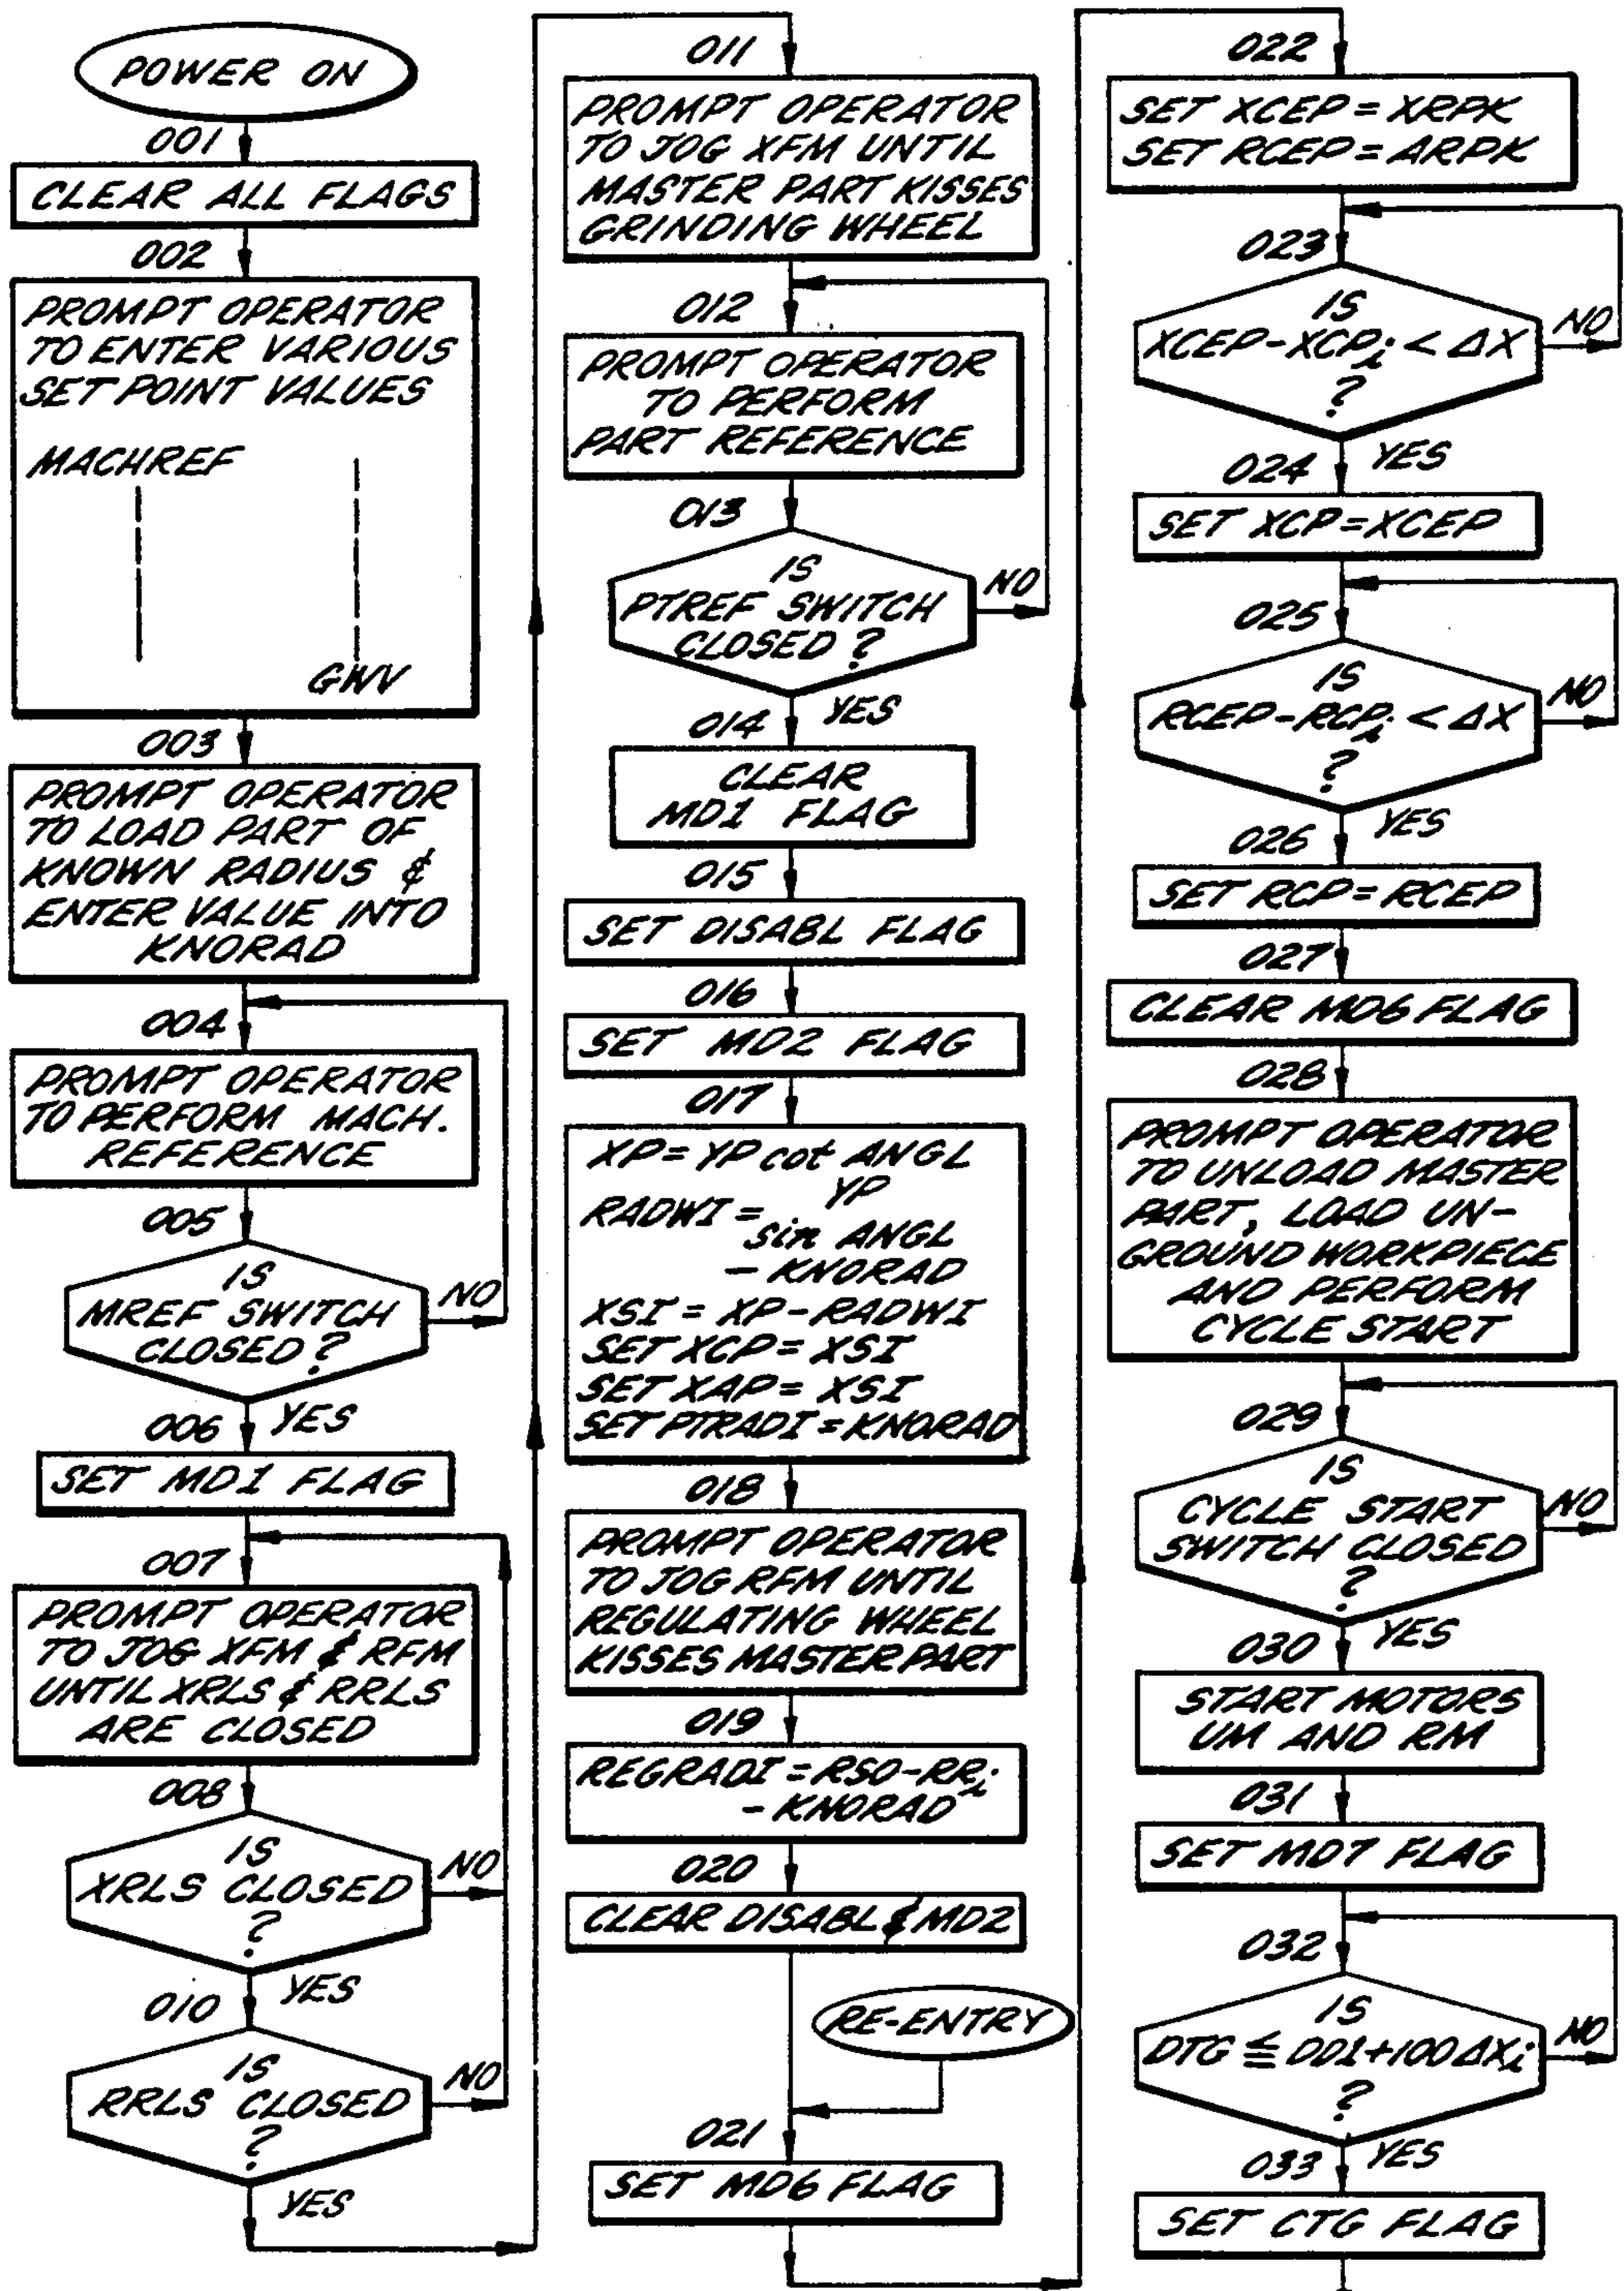 POWER ON
001
CLEAR ALL FLAGS
002
PROMPT OPERATOR
TO ENTER VARIOUS
SET POINT VALUES
MACHREF
GWV
003
PROMPT OPERATOR
TO LOAD PART OF
KNOWN RADIUS &
ENTER VALUE INTO
KNORAD
004
PROMPT OPERATOR
TO PERFORM MACH.
REFERENCE
005
IS
MREF SWITCH
CLOSED?
NO
YES
006
SET MD1 FLAG
007
PROMPT OPERATOR
TO JOG XFM & RFM
UNTIL XRLS & RRLS
ARE CLOSED
008
IS
XRLS CLOSED
?
NO
YES
010
IS
RRLS CLOSED
?
NO
YES
011
PROMPT OPERATOR
TO JOG XFM UNTIL
MASTER PART KISSES
GRINDING WHEEL
012
PROMPT OPERATOR
TO PERFORM
PART REFERENCE
013
IS
PTREF SWITCH
CLOSED?
NO
YES
014
CLEAR
MD1 FLAG
015
SET DISABL FLAG
016
SET MD2 FLAG
017
XP = YP cot ANGL
YP
RADWI =
sin ANGL
- KNORAD
XSI = XP-RADWI
SET XCP = XSI
SET XAP = XSI
SET PTRADI = KNORAD
018
PROMPT OPERATOR
TO JOG RFM UNTIL
REGULATING WHEEL
KISSES MASTER PART
019
REGRADI = RSO-RRi
- KNORAD
020
CLEAR DISABL & MD2
RE-ENTRY
021
SET MD6 FLAG
022
SET XCEP = XRPK
SET RCEP = ARPK
023
IS
XCEP-XCPi < ΔX
?
NO
YES
024
SET XCP = XCEP
025
IS
RCEP-RCPi < ΔX
?
NO
YES
026
SET RCP = RCEP
027
CLEAR MD6 FLAG
028
PROMPT OPERATOR
TO UNLOAD MASTER
PART, LOAD UN-
GROUND WORKPIECE
AND PERFORM
CYCLE START
029
IS
CYCLE START
SWITCH CLOSED
?
NO
YES
030
START MOTORS
UM AND RM
031
SET MD7 FLAG
032
IS
DTG ≦ DD1+100ΔXi
?
NO
YES
033
SET CTG FLAG